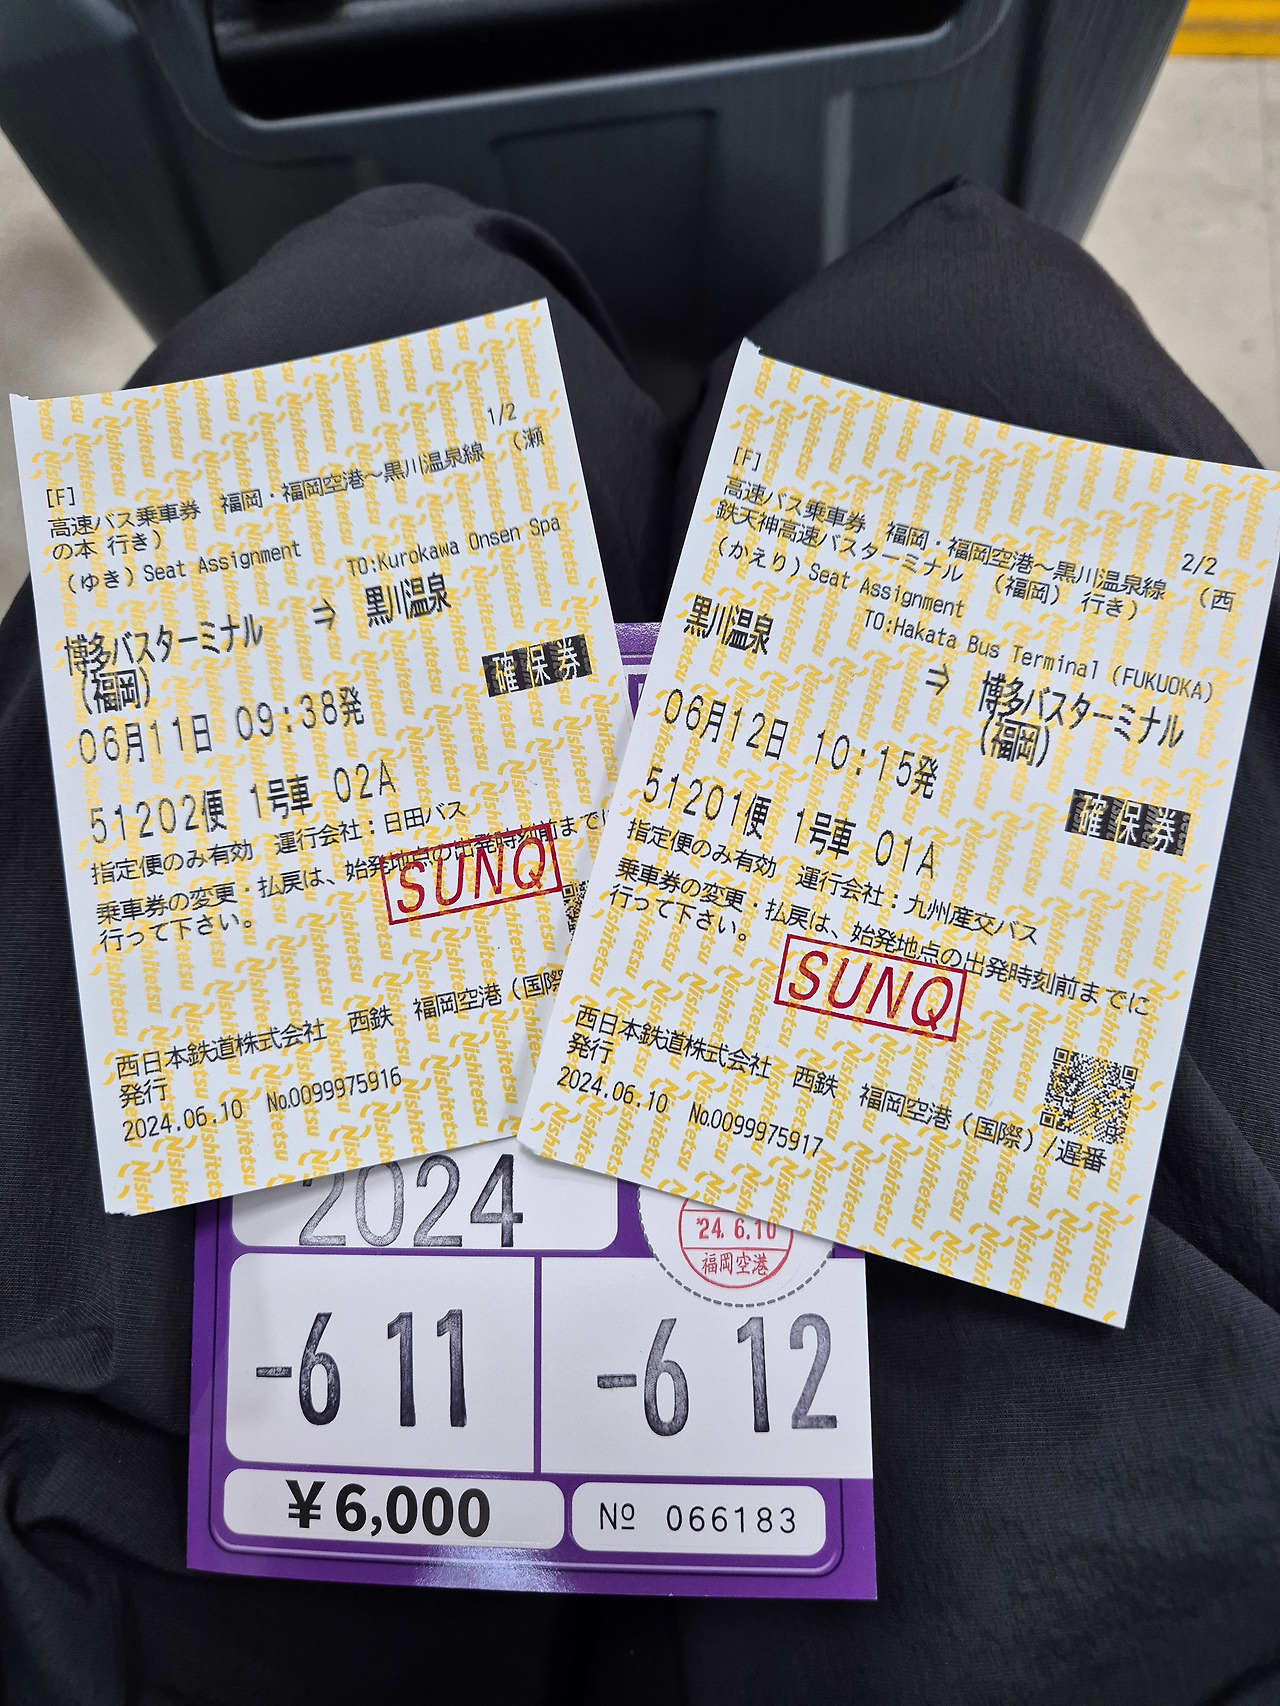 1/2
[F]
高速バス乗車券 福岡・福岡空港～黒川温泉線 (瀬
の本 行き)
(ゆき)Seat Assignment TO:Kurokawa Onsen Spa
博多バスターミナル ⇒ 黒川温泉
(福岡)
確保券
06月11日 09:38発
51202便 1号車 02A
指定便のみ有効 運行会社:日田バス
乗車券の変更・払戻は、始発地点の出発時刻前までに
行って下さい。
SUNQ
西日本鉄道株式会社 西鉄 福岡空港(国際
発行
2024.06.10 No.0099975916
[F]
高速バス乗車券 福岡・福岡空港～黒川温泉線 (西
鉄天神高速バスターミナル (福岡) 行き) 2/2
(かえり)Seat Assignment TO:Hakata Bus Terminal (FUKUOKA)
黒川温泉 ⇒ 博多バスターミナル
(福岡)
06月12日 10:15発
確保券
51201便 1号車 01A
指定便のみ有効 運行会社:九州産交バス
乗車券の変更・払戻は、始発地点の出発時刻前までに
行って下さい。
SUNQ
西日本鉄道株式会社 西鉄 福岡空港(国際)/遅番
発行
2024.06.10 No.0099975917
2024
'24. 6.10
福岡空港
-6 11
-6 12
¥6,000
№ 066183